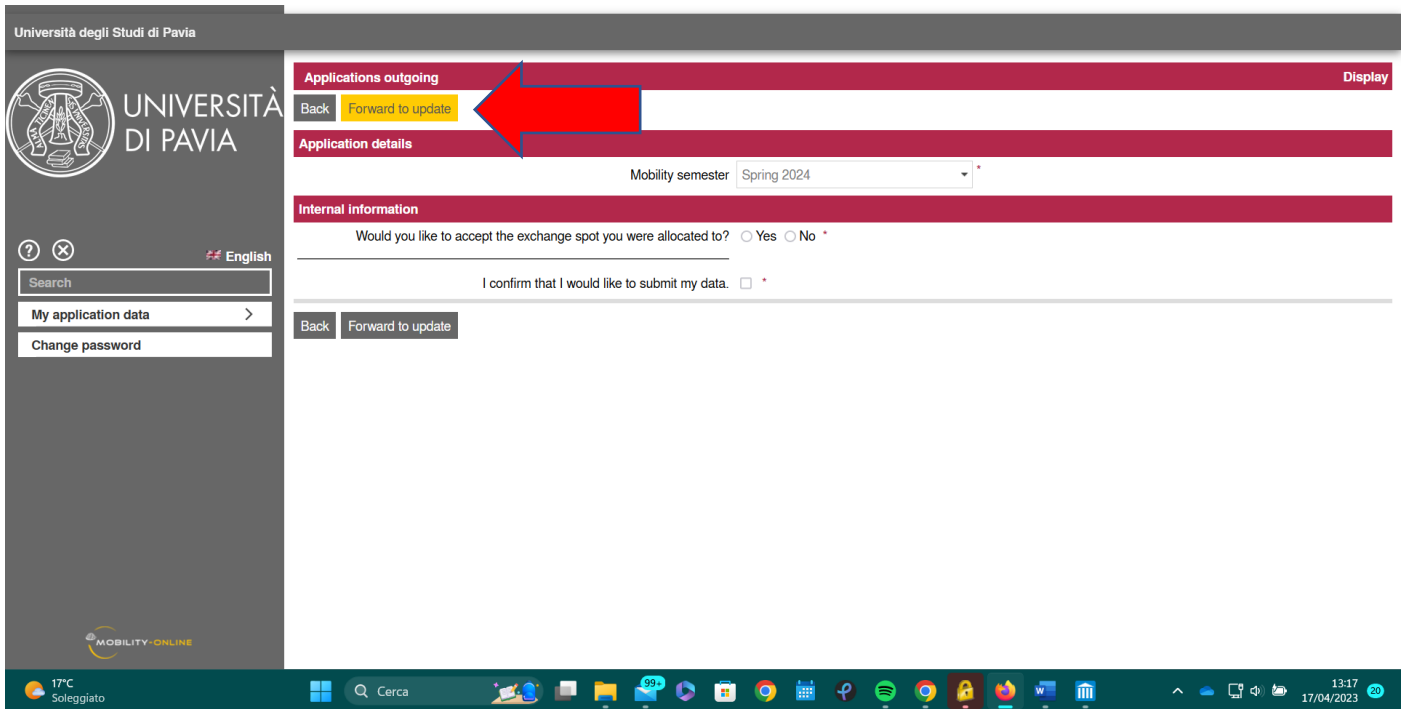 Università degli Studi di Pavia
UNIVERSITÀ
DI PAVIA
English
Search
My application data
Change password
MOBILITY-ONLINE
Applications outgoing Display
Back Forward to update
Application details
Mobility semester Spring 2024 *
Internal information
Would you like to accept the exchange spot you were allocated to? Yes No *
I confirm that I would like to submit my data. *
Back Forward to update
17°C
Soleggiato
Cerca
99+
13:17
17/04/2023
20